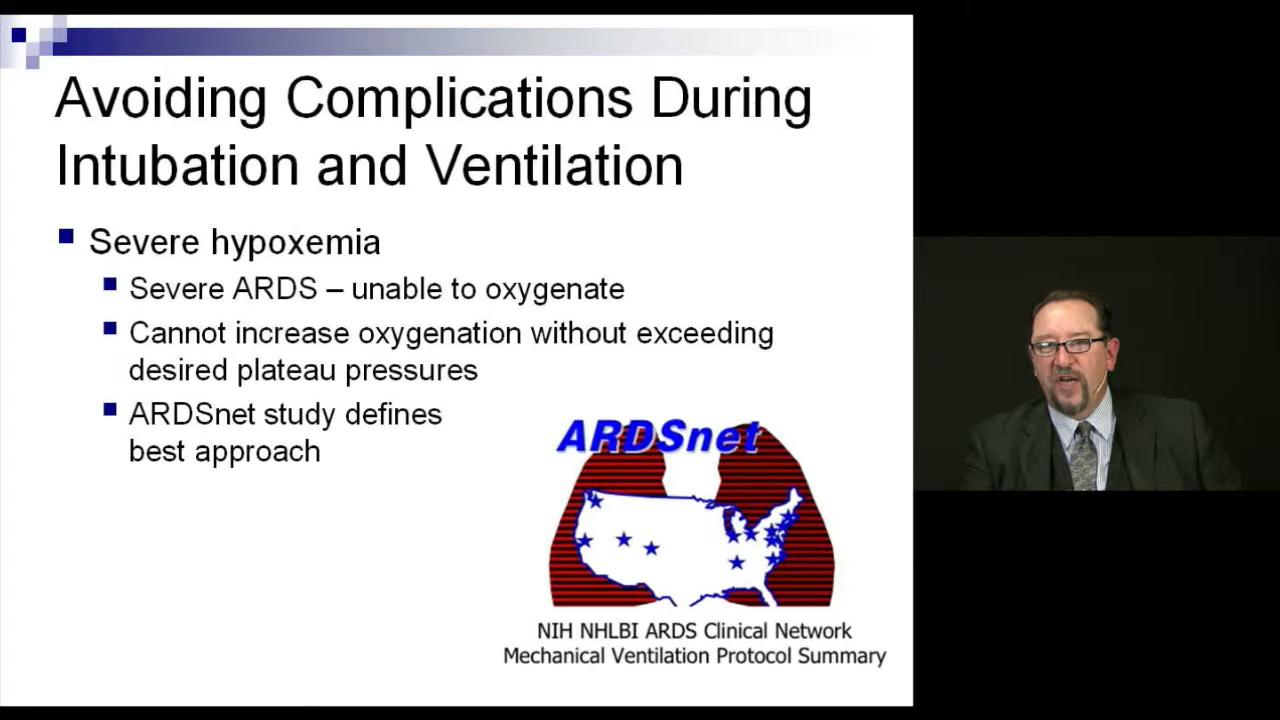 Avoiding Complications During
Intubation and Ventilation
Severe hypoxemia
Severe ARDS – unable to oxygenate
Cannot increase oxygenation without exceeding
desired plateau pressures
ARDSnet study defines
best approach
ARDSnet
NIH NHLBI ARDS Clinical Network
Mechanical Ventilation Protocol Summary